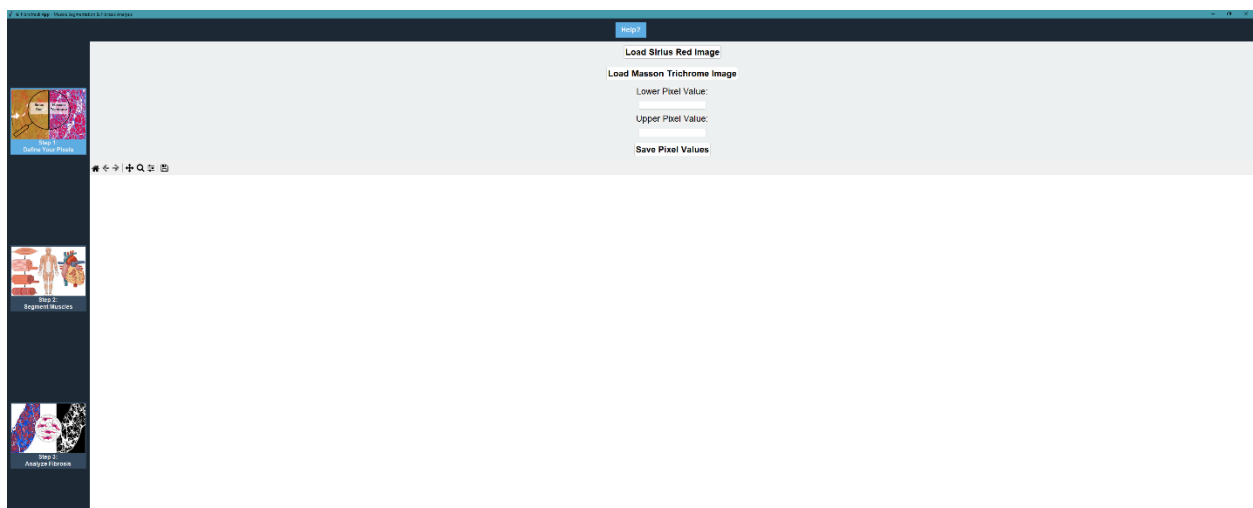 Help?
Load Sirius Red Image
Load Masson Trichrome Image
Lower Pixel Value:
Upper Pixel Value:
Save Pixel Values
Step 1:
Define Your Pixels
Step 2:
Segment Muscles
Step 3:
Analyze Fibrosis